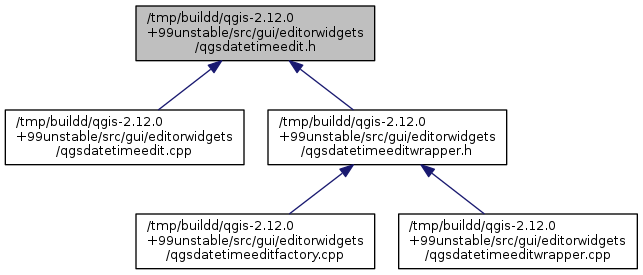 /tmp/buildd/qgis-2.12.0
+99unstable/src/gui/editorwidgets
/qgsdatetimeedit.h
/tmp/buildd/qgis-2.12.0
+99unstable/src/gui/editorwidgets
/qgsdatetimeedit.cpp
/tmp/buildd/qgis-2.12.0
+99unstable/src/gui/editorwidgets
/qgsdatetimeeditwrapper.h
/tmp/buildd/qgis-2.12.0
+99unstable/src/gui/editorwidgets
/qgsdatetimeeditfactory.cpp
/tmp/buildd/qgis-2.12.0
+99unstable/src/gui/editorwidgets
/qgsdatetimeeditwrapper.cpp